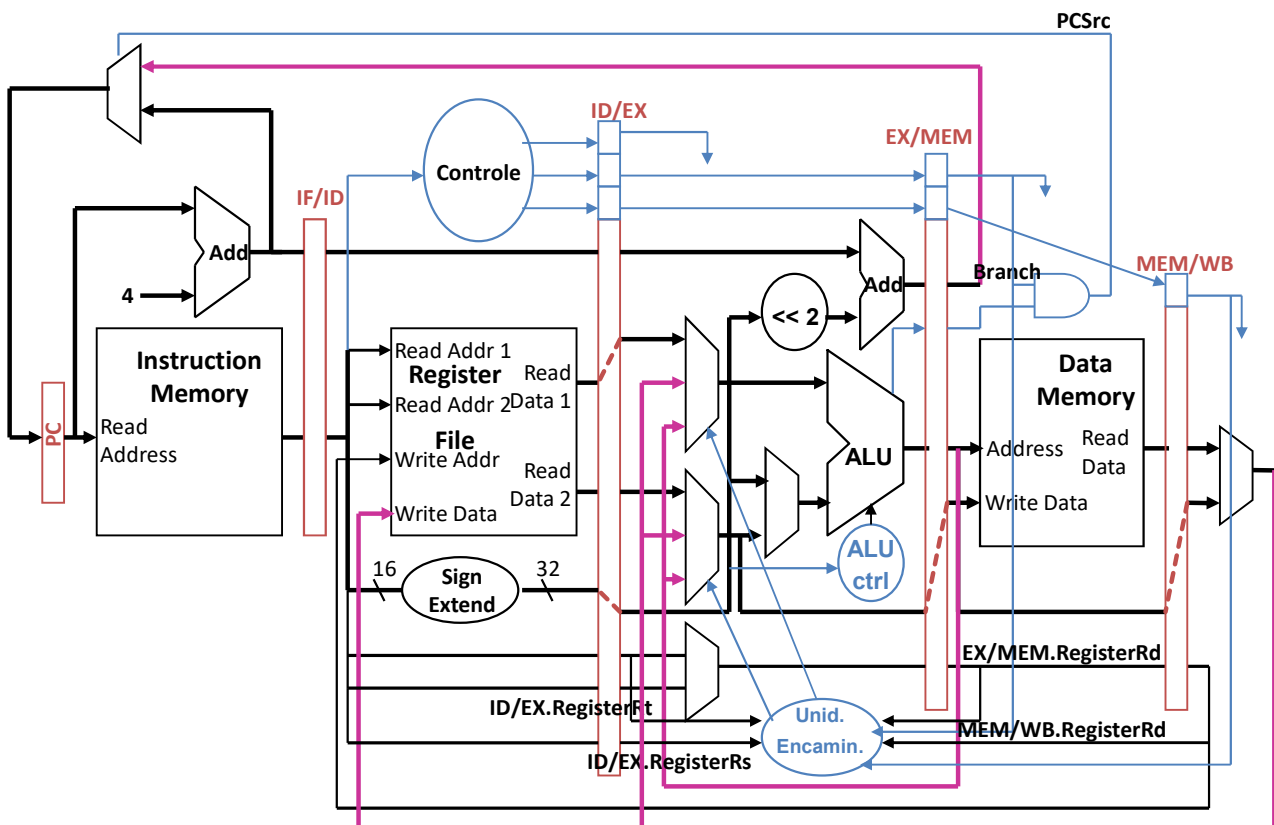 PCSrc
ID/EX
EX/MEM
Controle
IF/ID
Add
Branch
MEM/WB
Add
4
<< 2
Instruction
Memory
Read Addr 1
Register
Read
Data 1
Data
Memory
PC
Read
Address
Read Addr 2
File
Write Addr
ALU
Address
Read
Data
Read
Data 2
Write Data
Write Data
ALU
ctrl
16
Sign
Extend
32
EX/MEM.RegisterRd
ID/EX.RegisterRt
Unid.
Encamin.
MEM/WB.RegisterRd
ID/EX.RegisterRs